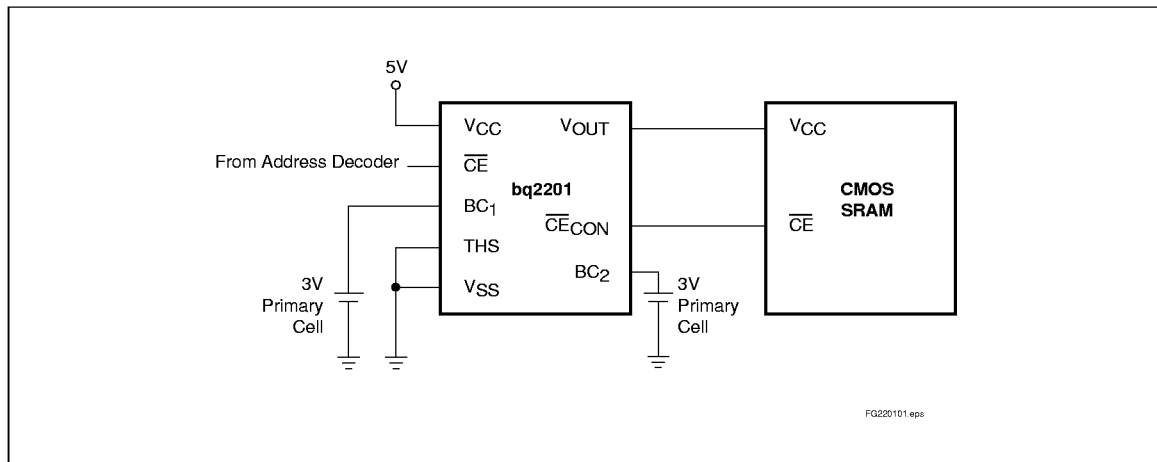 5V
VCC
VOUT
VCC
From Address Decoder
CE
bq2201
CMOS
SRAM
BC1
CECON
CE
THS
BC2
3V
Primary
Cell
VSS
3V
Primary
Cell
FG220101.eps